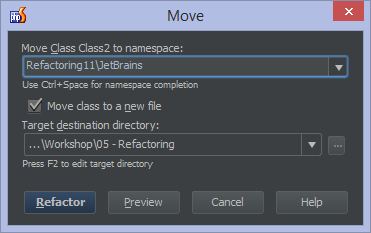 php S
Move
Move Class Class2 to namespace:
Refactoring11\JetBrains
Use Ctrl+Space for namespace completion
Move class to a new file
Target destination directory:
...\Workshop\05 - Refactoring
...
Press F2 to edit target directory
Refactor Preview Cancel Help